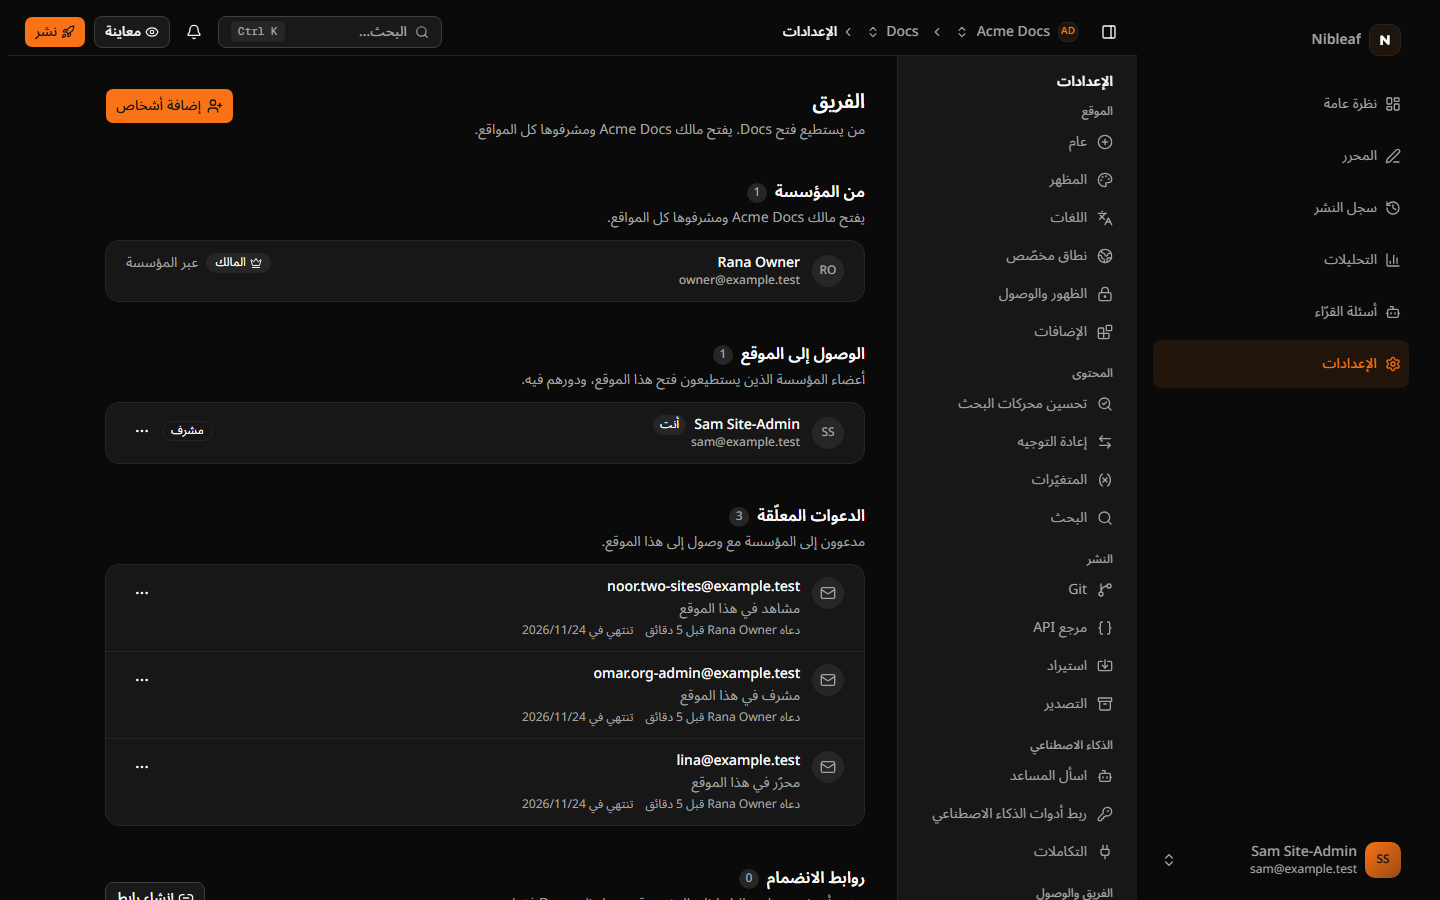 Nibleaf
N
نظرة عامة
المحرر
سجل النشر
التحليلات
أسئلة القرّاء
الإعدادات
Sam Site-Admin
sam@example.test
SS
AD Acme Docs
Docs
الإعدادات
البحث...
Ctrl K
معاينة
نشر
الإعدادات
الموقع
عام
المظهر
اللغات
نطاق مخصّص
الظهور والوصول
الإضافات
المحتوى
تحسين محركات البحث
إعادة التوجيه
المتغيّرات
البحث
النشر
Git
مرجع API
استيراد
التصدير
الذكاء الاصطناعي
اسأل المساعد
ربط أدوات الذكاء الاصطناعي
التكاملات
الفريق والوصول
الفريق
من يستطيع فتح Docs. يفتح مالك Acme Docs ومشرفوها كل المواقع.
إضافة أشخاص
من المؤسسة 1
يفتح مالك Acme Docs ومشرفوها كل المواقع.
RO
Rana Owner
owner@example.test
المالك
عبر المؤسسة
الوصول إلى الموقع 1
أعضاء المؤسسة الذين يستطيعون فتح هذا الموقع، ودورهم فيه.
SS
Sam Site-Admin أنت
sam@example.test
مشرف
الدعوات المعلّقة 3
مدعوون إلى المؤسسة مع وصول إلى هذا الموقع.
noor.two-sites@example.test
مشاهد في هذا الموقع
دعاه Rana Owner قبل 5 دقائق تنتهي في 2026/11/24
omar.org-admin@example.test
مشرف في هذا الموقع
دعاه Rana Owner قبل 5 دقائق تنتهي في 2026/11/24
lina@example.test
محرّر في هذا الموقع
دعاه Rana Owner قبل 5 دقائق تنتهي في 2026/11/24
روابط الانضمام 0
إنشاء رابط